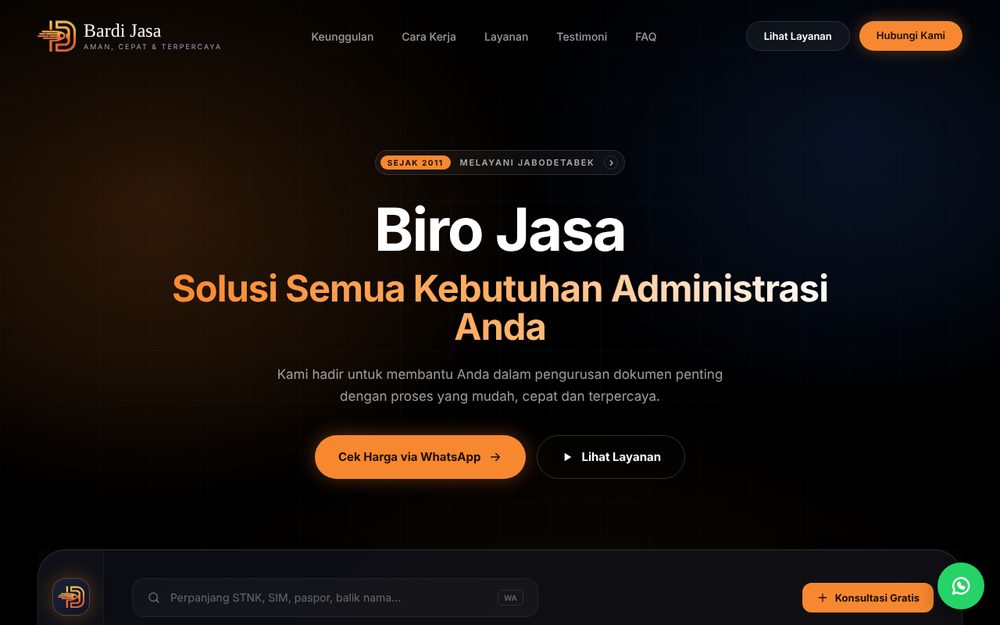 Bardi Jasa
AMAN, CEPAT & TERPERCAYA
Keunggulan
Cara Kerja
Layanan
Testimoni
FAQ
Lihat Layanan
Hubungi Kami
SEJAK 2011
MELAYANI JABODETABEK
Biro Jasa
Solusi Semua Kebutuhan Administrasi
Anda
Kami hadir untuk membantu Anda dalam pengurusan dokumen penting
dengan proses yang mudah, cepat dan terpercaya.
Cek Harga via WhatsApp
Lihat Layanan
Perpanjang STNK, SIM, paspor, balik nama...
WA
Konsultasi Gratis